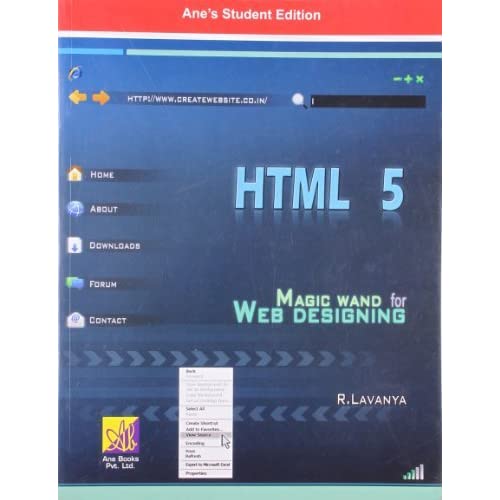 Ane's Student Edition
HTTP://WWW.CREATEWEBSITE.CO.IN/
HOME
ABOUT
DOWNLOADS
FORUM
CONTACT
HTML 5
MAGIC WAND for
WEB DESIGNING
R.LAVANYA
Back
Select All
Create Shortcut
Add to Favorites...
View Source
Encoding
Print
Refresh
Export to Microsoft Excel
Properties
Ane Books
Pvt. Ltd.